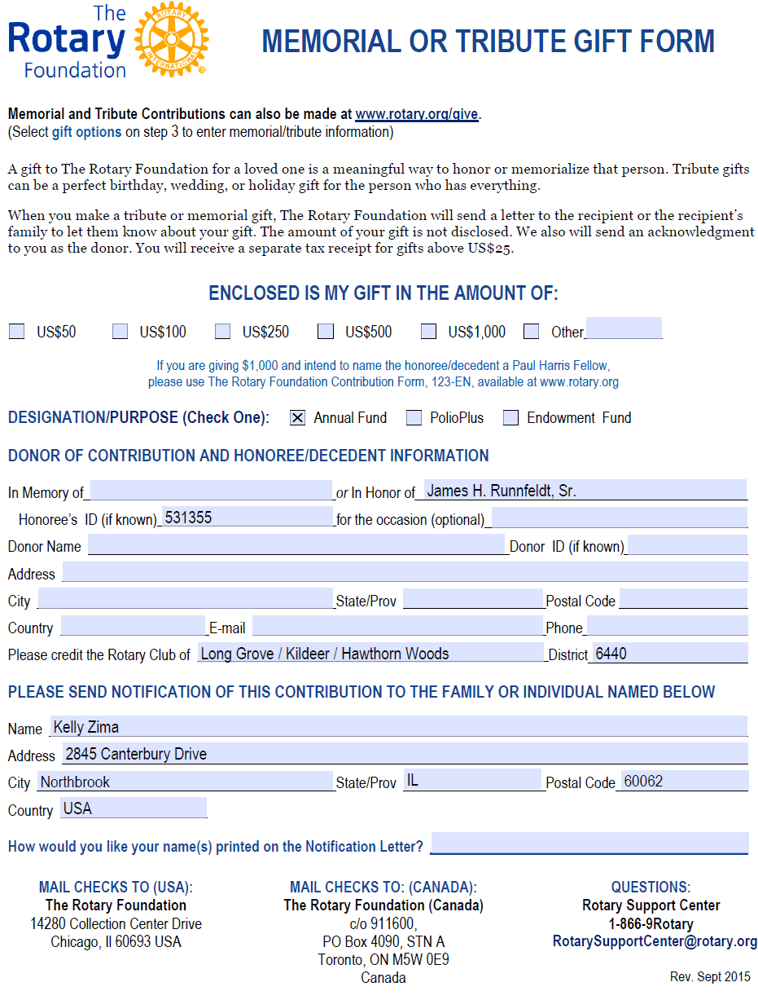 The
Rotary
Foundation
ROTARY
INTERNATIONAL
®
MEMORIAL OR TRIBUTE GIFT FORM
Memorial and Tribute Contributions can also be made at www.rotary.org/give.
(Select gift options on step 3 to enter memorial/tribute information)
A gift to The Rotary Foundation for a loved one is a meaningful way to honor or memorialize that person. Tribute gifts
can be a perfect birthday, wedding, or holiday gift for the person who has everything.
When you make a tribute or memorial gift, The Rotary Foundation will send a letter to the recipient or the recipient's
family to let them know about your gift. The amount of your gift is not disclosed. We also will send an acknowledgment
to you as the donor. You will receive a separate tax receipt for gifts above US$25.
ENCLOSED IS MY GIFT IN THE AMOUNT OF:
US$50 US$100 US$250 US$500 US$1,000 Other
If you are giving $1,000 and intend to name the honoree/decedent a Paul Harris Fellow,
please use The Rotary Foundation Contribution Form, 123-EN, available at www.rotary.org
DESIGNATION/PURPOSE (Check One): Annual Fund PolioPlus Endowment Fund
DONOR OF CONTRIBUTION AND HONOREE/DECEDENT INFORMATION
In Memory of or In Honor of James H. Runnfeldt, Sr.
Honoree's ID (if known) 531355 for the occasion (optional)
Donor Name Donor ID (if known)
Address
City State/Prov Postal Code
Country E-mail Phone
Please credit the Rotary Club of Long Grove / Kildeer / Hawthorn Woods District 6440
PLEASE SEND NOTIFICATION OF THIS CONTRIBUTION TO THE FAMILY OR INDIVIDUAL NAMED BELOW
Name Kelly Zima
Address 2845 Canterbury Drive
City Northbrook State/Prov IL Postal Code 60062
Country USA
How would you like your name(s) printed on the Notification Letter?
MAIL CHECKS TO (USA):
The Rotary Foundation
14280 Collection Center Drive
Chicago, Il 60693 USA
MAIL CHECKS TO: (CANADA):
The Rotary Foundation (Canada)
c/o 911600,
PO Box 4090, STN A
Toronto, ON M5W 0E9
Canada
QUESTIONS:
Rotary Support Center
1-866-9Rotary
RotarySupportCenter@rotary.org
Rev. Sept 2015